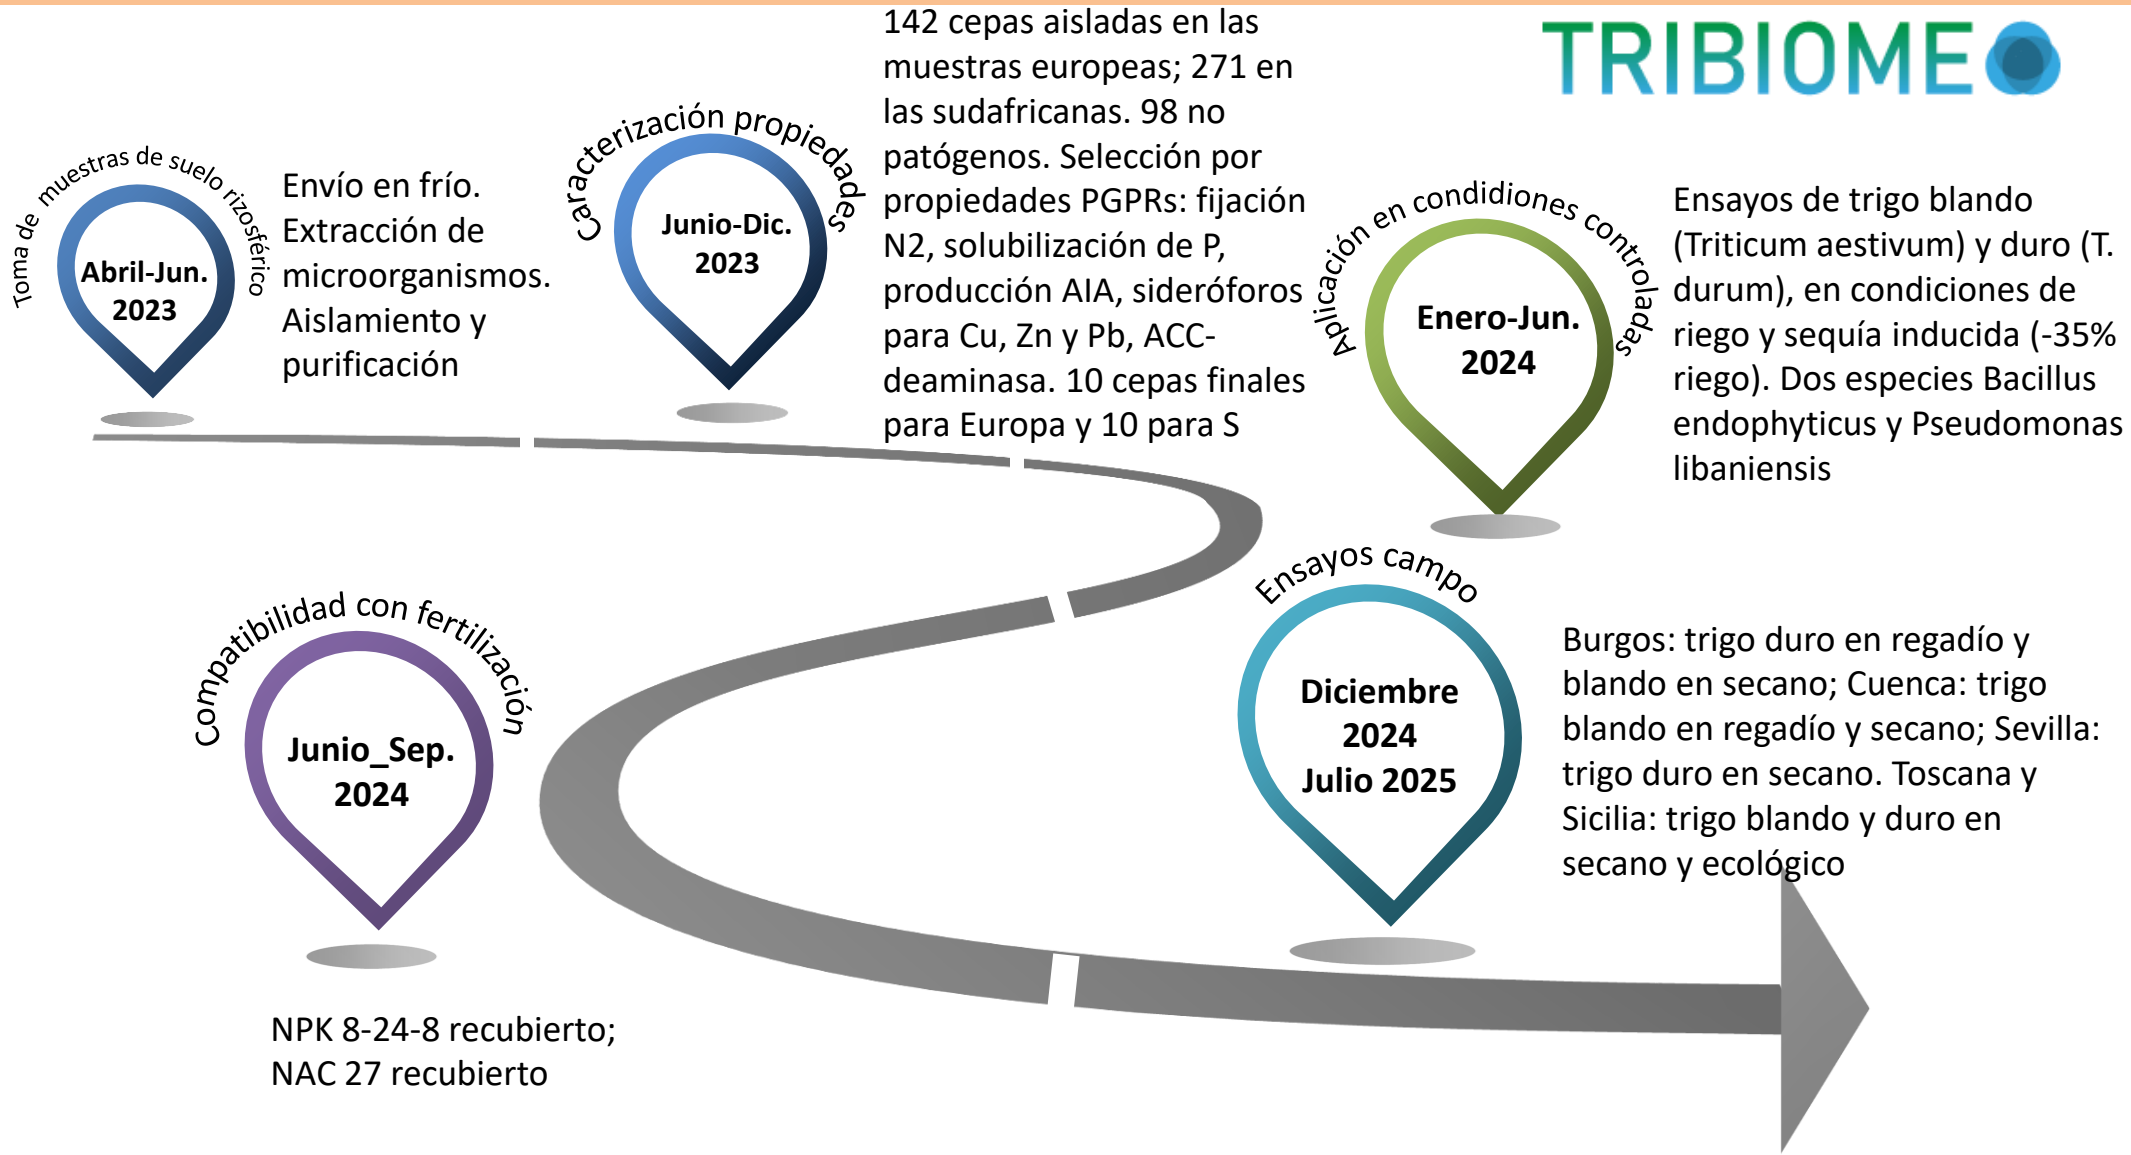 TRIBIOME
Toma de muestras de suelo rizosférico
Abril-Jun.
2023
Envío en frío.
Extracción de
microorganismos.
Aislamiento y
purificación
Caracterización propiedades
Junio-Dic.
2023
142 cepas aisladas en las
muestras europeas; 271 en
las sudafricanas. 98 no
patógenos. Selección por
propiedades PGPRs: fijación
N2, solubilización de P,
producción AIA, sideróforos
para Cu, Zn y Pb, ACC-
deaminasa. 10 cepas finales
para Europa y 10 para S
Aplicación en condidiones controladas
Enero-Jun.
2024
Ensayos de trigo blando
(Triticum aestivum) y duro (T.
durum), en condiciones de
riego y sequía inducida (-35%
riego). Dos especies Bacillus
endophyticus y Pseudomonas
libaniensis
Compatibilidad con fertilización
Junio_Sep.
2024
NPK 8-24-8 recubierto;
NAC 27 recubierto
Ensayos campo
Diciembre
2024
Julio 2025
Burgos: trigo duro en regadío y
blando en secano; Cuenca: trigo
blando en regadío y secano; Sevilla:
trigo duro en secano. Toscana y
Sicilia: trigo blando y duro en
secano y ecológico